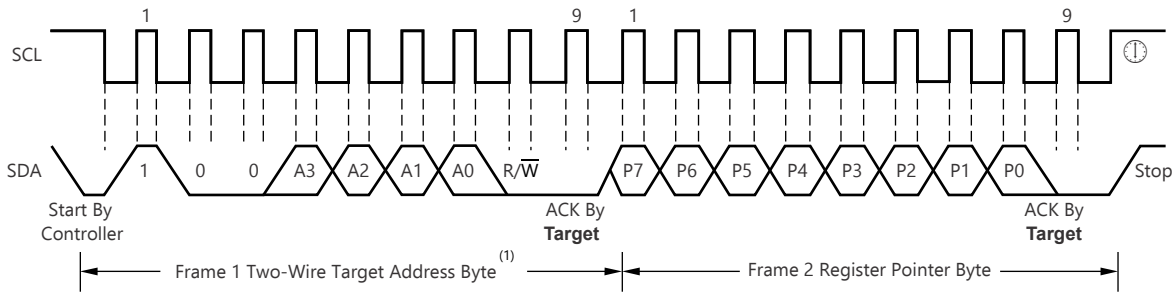 1 9 1 9
SCL
SDA 1 0 0 A3 A2 A1 A0 R/W̅ P7 P6 P5 P4 P3 P2 P1 P0 Stop
Start By ACK By ACK By
Controller Target Target
Frame 1 Two-Wire Target Address Byte(1) Frame 2 Register Pointer Byte